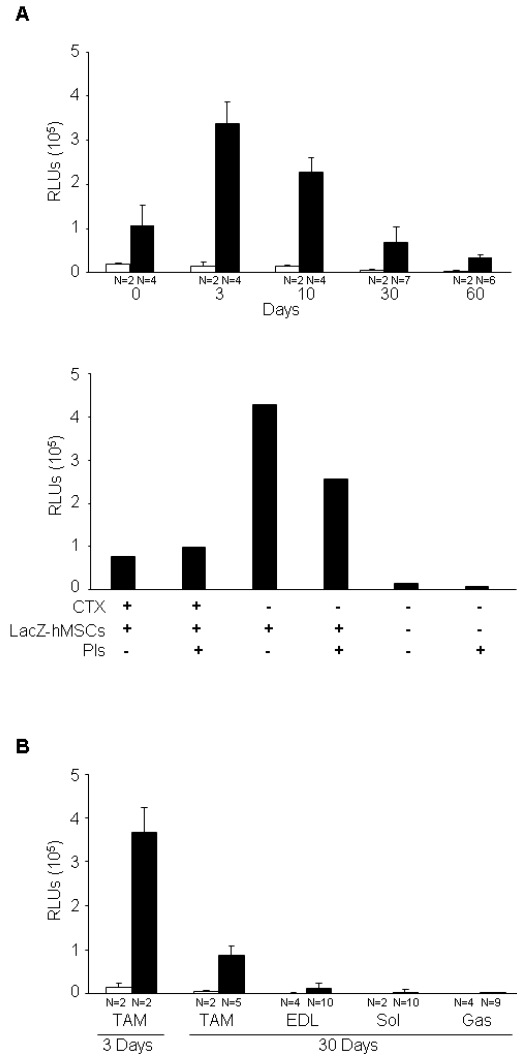 A
5
4
3
2
1
0
RLUs (10⁵)
N=2 N=4 N=2 N=4 N=2 N=4 N=2 N=7 N=2 N=6
0 3 10 30 60
Days
5
4
3
2
1
0
RLUs (10⁵)
CTX + + - - - -
LacZ-hMSCs + + + + - -
PIs - + - + - +
B
5
4
3
2
1
0
RLUs (10⁵)
N=2 N=2 N=2 N=5 N=4 N=10 N=2 N=10 N=4 N=9
TAM TAM EDL Sol Gas
3 Days 30 Days